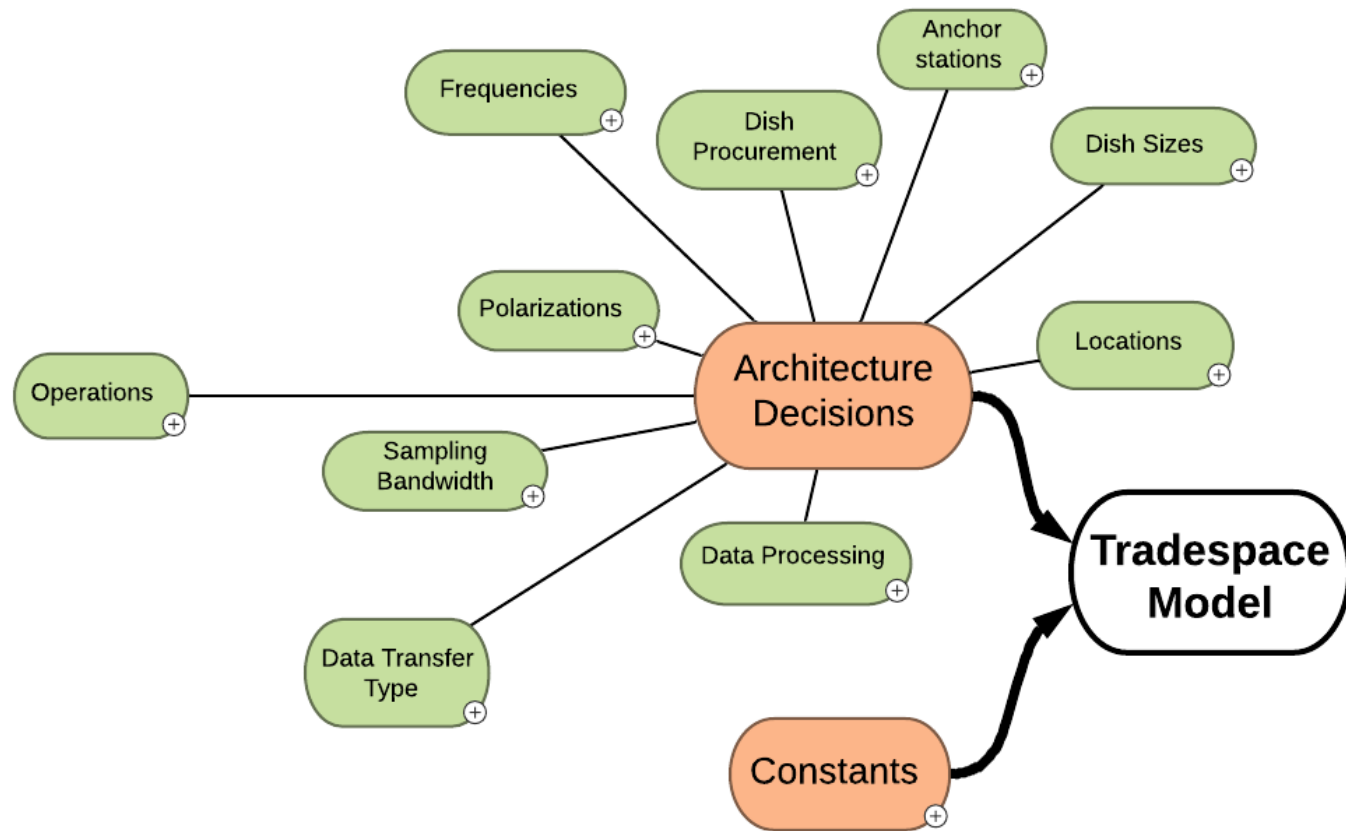 Anchor
stations
Frequencies
Dish
Procurement
Dish Sizes
Polarizations
Locations
Architecture
Decisions
Operations
Sampling
Bandwidth
Data Processing
Tradespace
Model
Data Transfer
Type
Constants